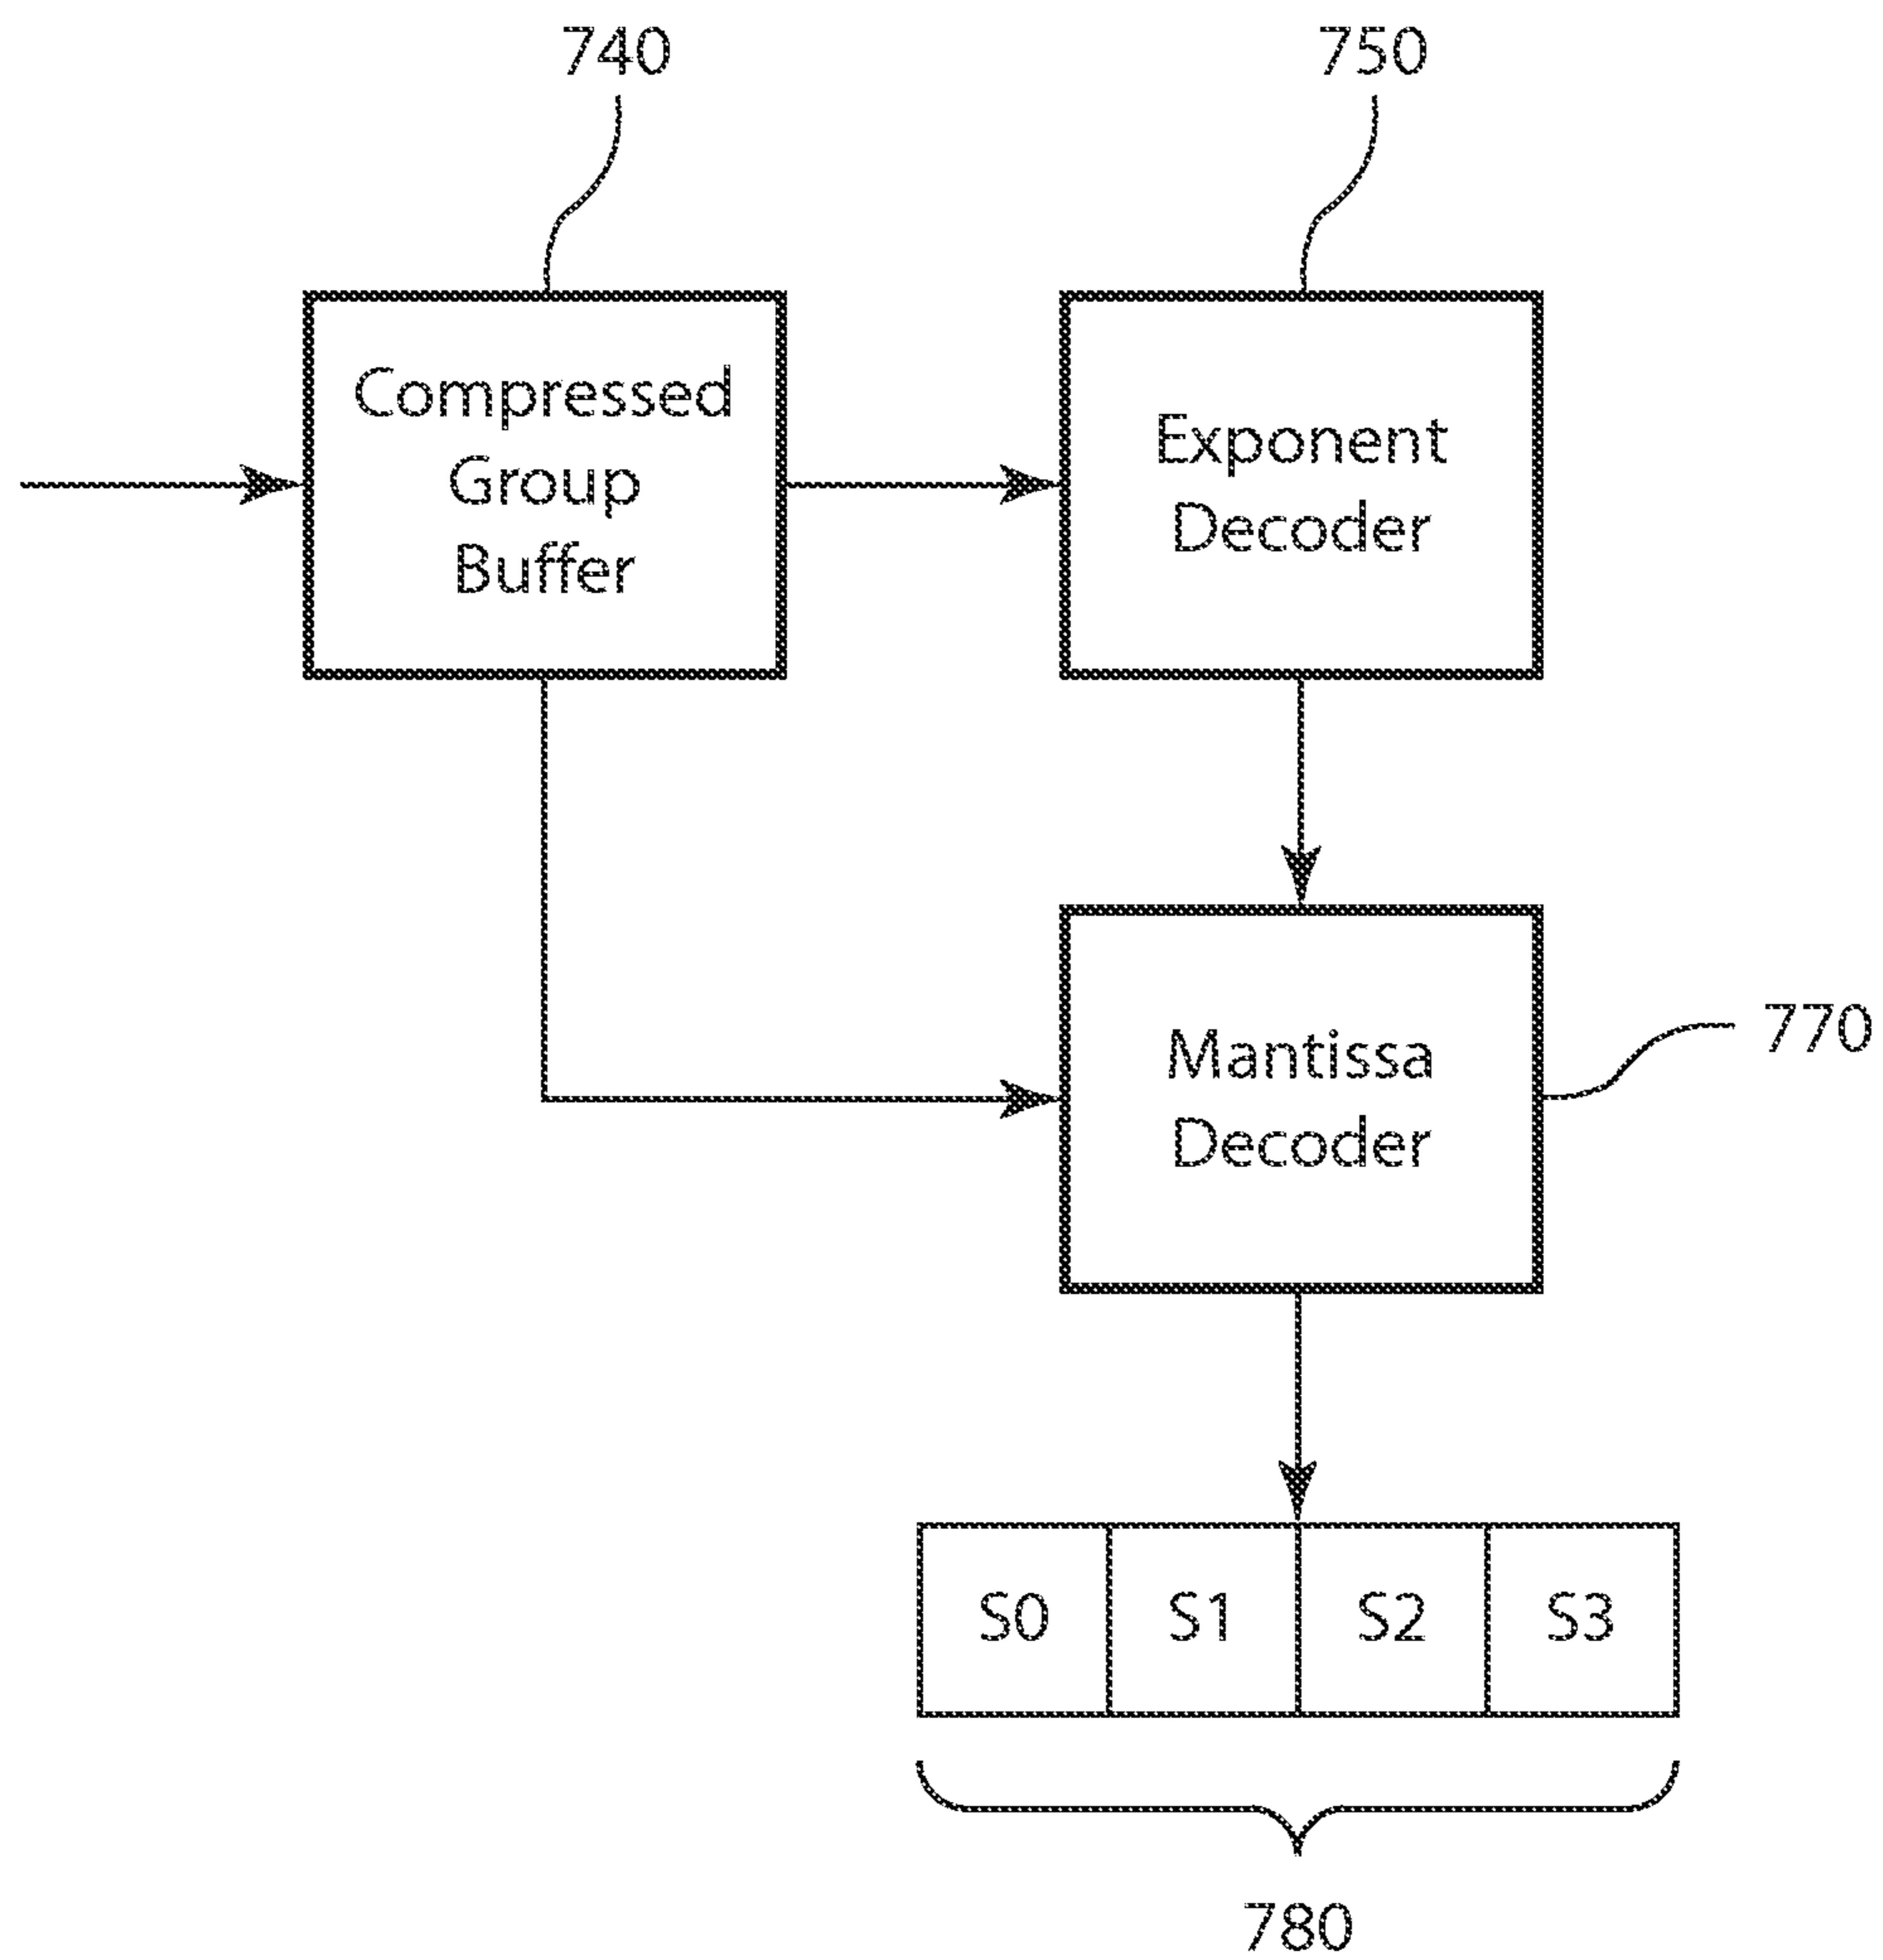 740
750
Compressed
Group
Buffer
Exponent
Decoder
Mantissa
Decoder
770
S0 S1 S2 S3
780